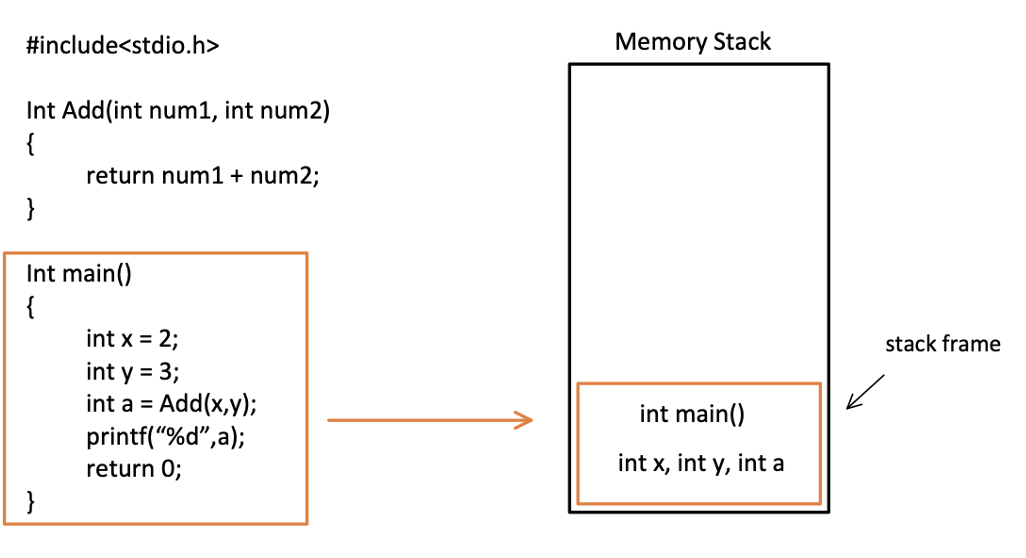 #include<stdio.h>
Int Add(int num1, int num2)
{
return num1 + num2;
}
Int main()
{
int x = 2;
int y = 3;
int a = Add(x,y);
printf(“%d”,a);
return 0;
}
Memory Stack
stack frame
int main()
int x, int y, int a